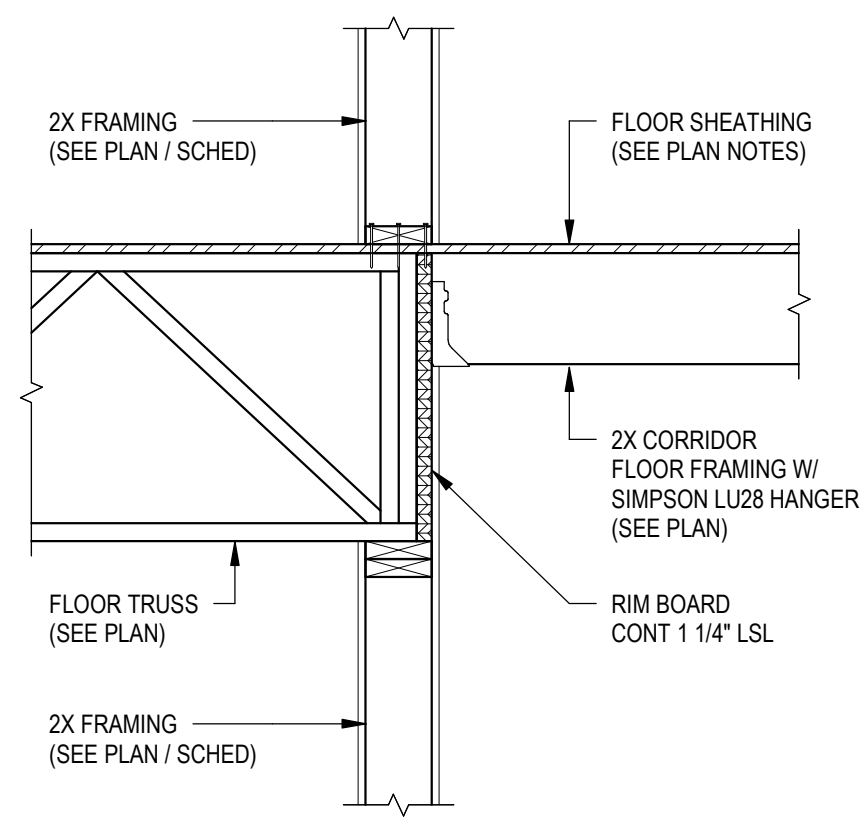 2X FRAMING
(SEE PLAN / SCHED)
FLOOR SHEATHING
(SEE PLAN NOTES)
2X CORRIDOR
FLOOR FRAMING W/
SIMPSON LU28 HANGER
(SEE PLAN)
FLOOR TRUSS
(SEE PLAN)
RIM BOARD
CONT 1 1/4" LSL
2X FRAMING
(SEE PLAN / SCHED)